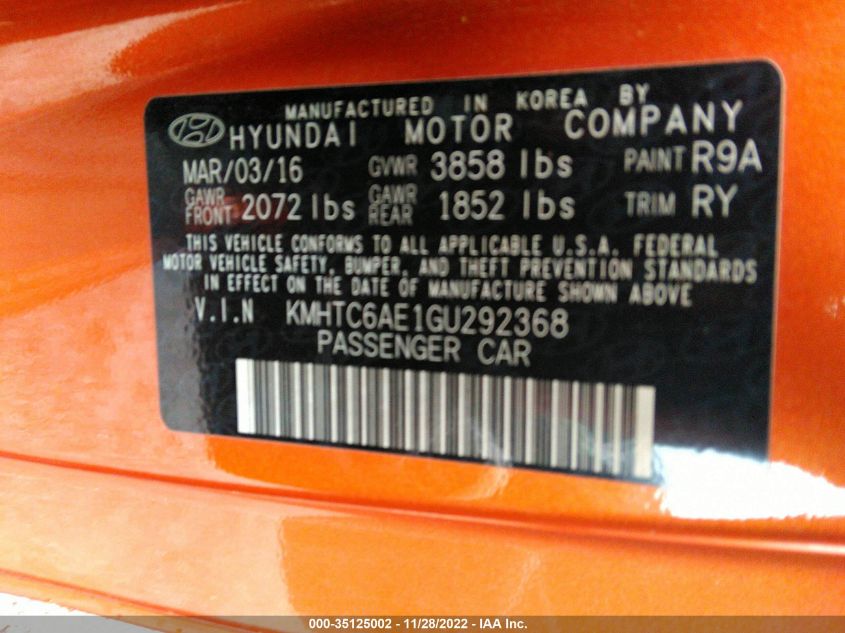 MANUFACTURED IN KOREA BY
HYUNDAI MOTOR COMPANY
MAR/03/16 GVWR 3858 lbs PAINT R9A
GAWR FRONT 2072 lbs GAWR REAR 1852 lbs TRIM RY
THIS VEHICLE CONFORMS TO ALL APPLICABLE U.S.A. FEDERAL
MOTOR VEHICLE SAFETY, BUMPER, AND THEFT PREVENTION STANDARDS
IN EFFECT ON THE DATE OF MANUFACTURE SHOWN ABOVE
V.I.N KMHTC6AE1GU292368
PASSENGER CAR
000-35125002 - 11/28/2022 - IAA Inc.